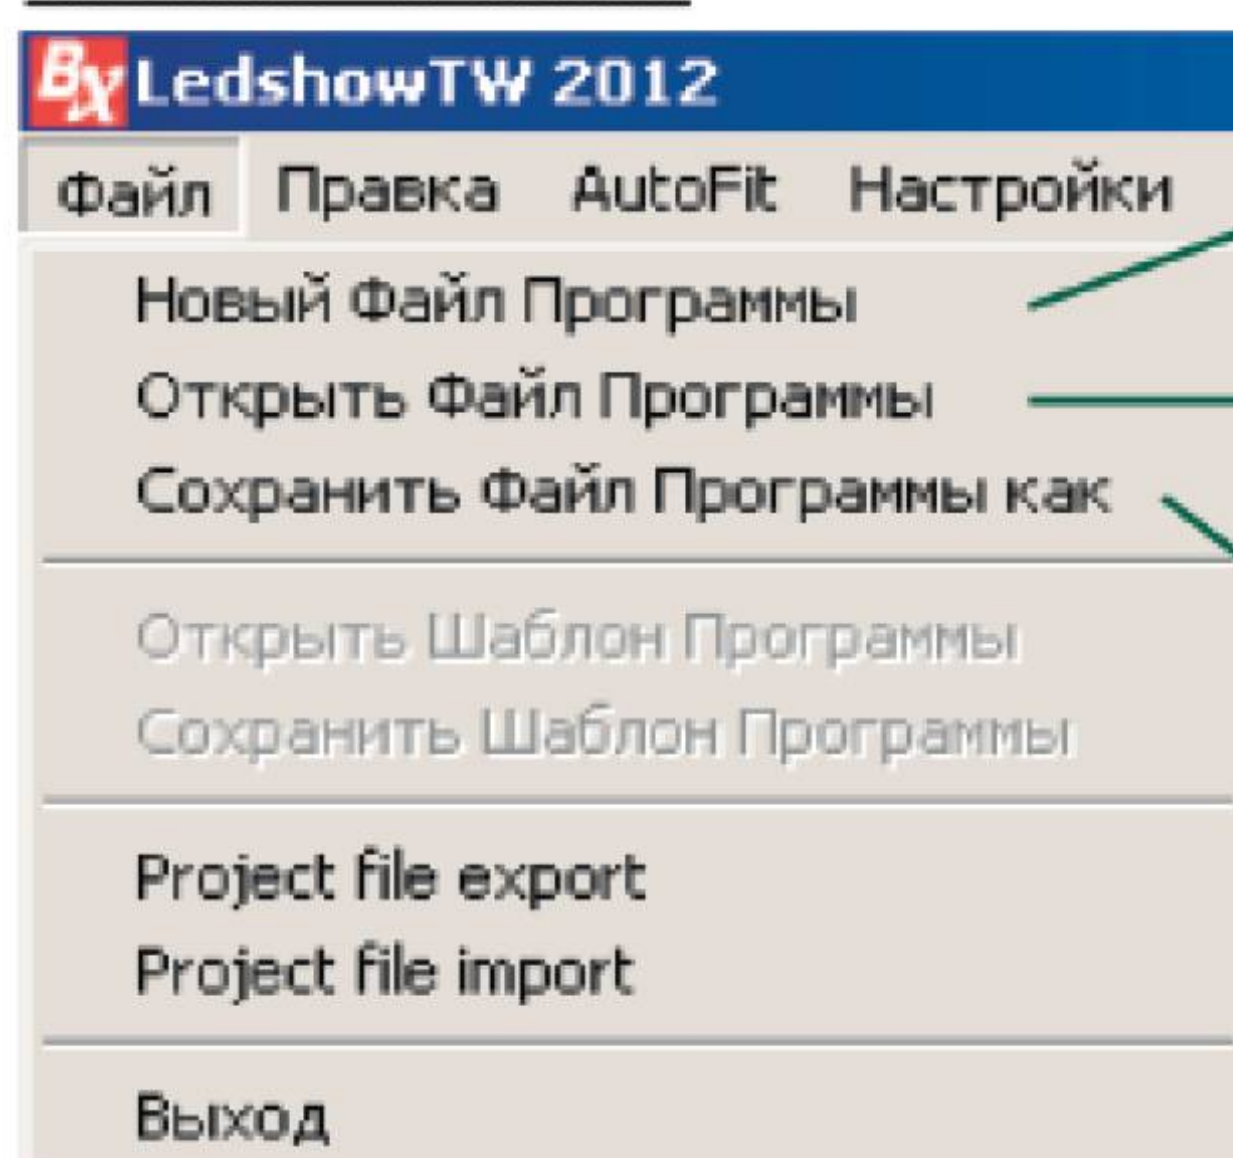 BX LedshowTW 2012
Файл Правка AutoFit Настройки
Новый Файл Программы
Открыть Файл Программы
Сохранить Файл Программы как
Открыть Шаблон Программы
Сохранить Шаблон Программы
Project file export
Project file import
Выход